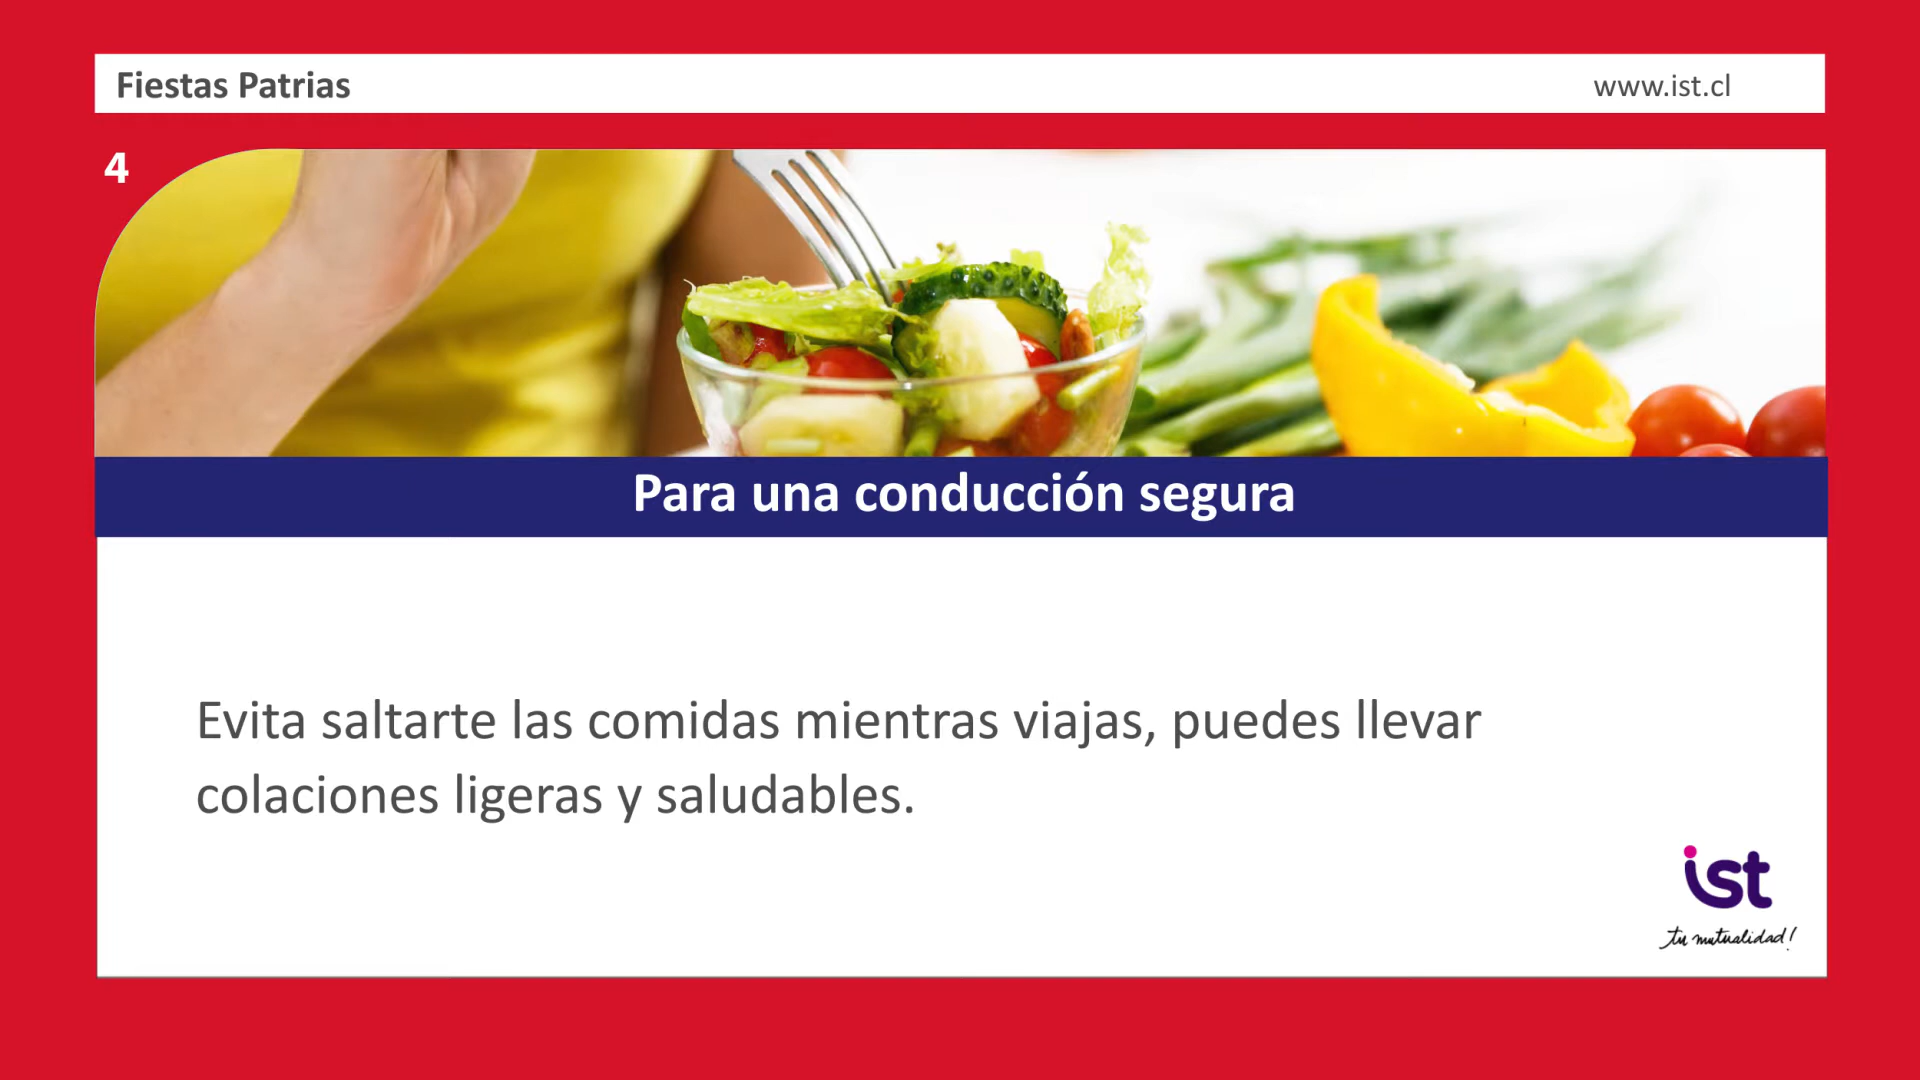 Fiestas Patrias
www.ist.cl
4
Para una conducción segura
Evita saltarte las comidas mientras viajas, puedes llevar
colaciones ligeras y saludables.
ist
tu mutualidad!